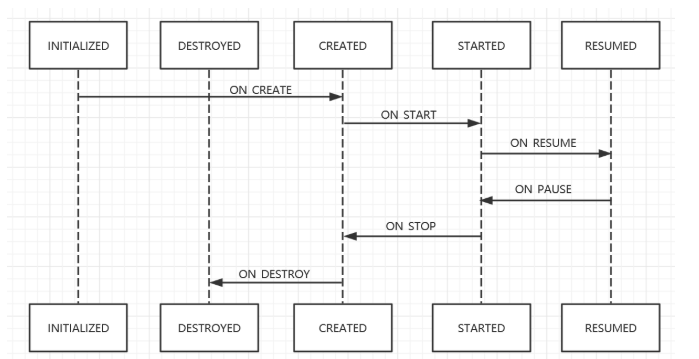 INITIALIZED
DESTROYED
CREATED
STARTED
RESUMED
ON CREATE
ON START
ON RESUME
ON PAUSE
ON STOP
ON DESTROY
INITIALIZED
DESTROYED
CREATED
STARTED
RESUMED